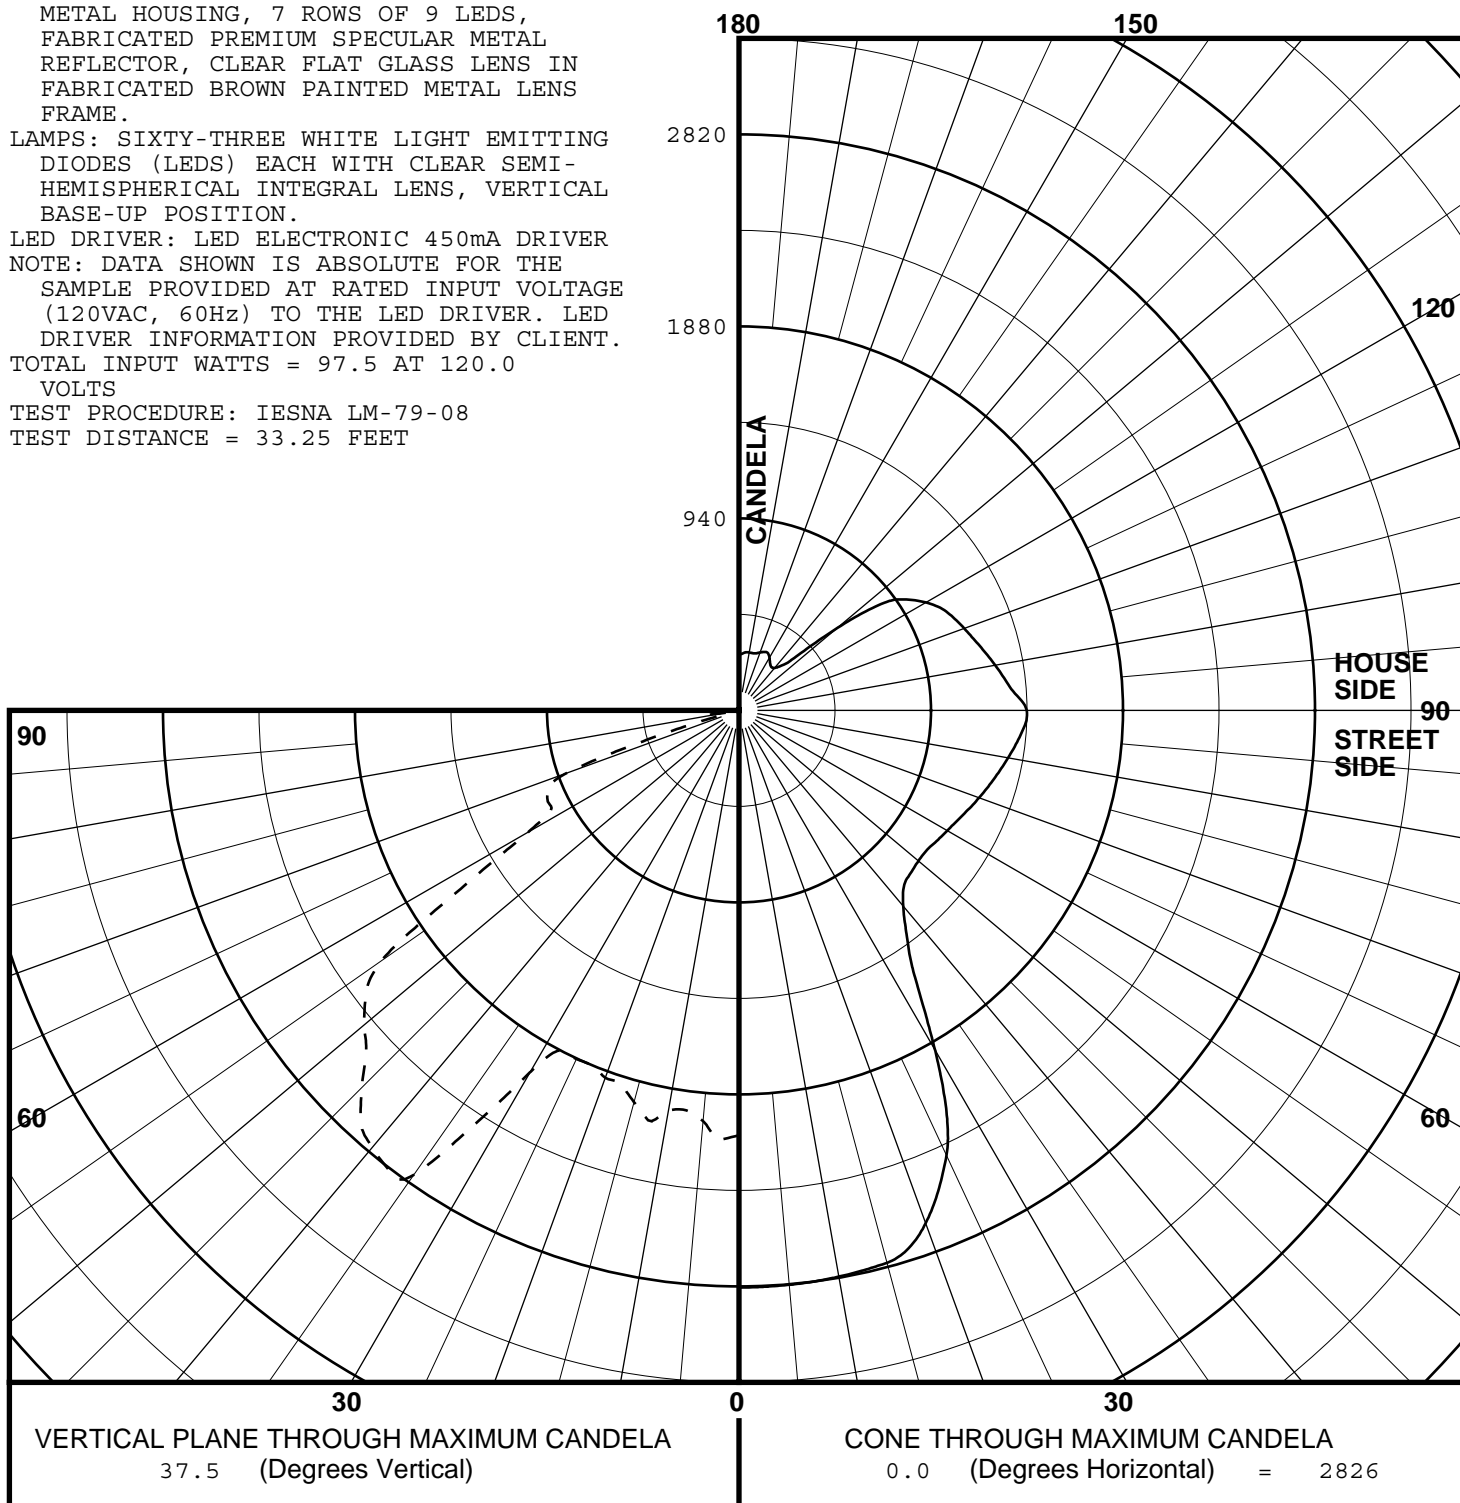 METAL HOUSING, 7 ROWS OF 9 LEDS,
FABRICATED PREMIUM SPECULAR METAL
REFLECTOR, CLEAR FLAT GLASS LENS IN
FABRICATED BROWN PAINTED METAL LENS
FRAME.
LAMPS: SIXTY-THREE WHITE LIGHT EMITTING
DIODES (LEDS) EACH WITH CLEAR SEMI-
HEMISPHERICAL INTEGRAL LENS, VERTICAL
BASE-UP POSITION.
LED DRIVER: LED ELECTRONIC 450mA DRIVER
NOTE: DATA SHOWN IS ABSOLUTE FOR THE
SAMPLE PROVIDED AT RATED INPUT VOLTAGE
(120VAC, 60Hz) TO THE LED DRIVER. LED
DRIVER INFORMATION PROVIDED BY CLIENT.
TOTAL INPUT WATTS = 97.5 AT 120.0
VOLTS
TEST PROCEDURE: IESNA LM-79-08
TEST DISTANCE = 33.25 FEET
180
150
2820
120
1880
CANDELA
940
HOUSE
SIDE
90
90
STREET
SIDE
60
60
30
0
30
VERTICAL PLANE THROUGH MAXIMUM CANDELA
37.5 (Degrees Vertical)
CONE THROUGH MAXIMUM CANDELA
0.0 (Degrees Horizontal) = 2826